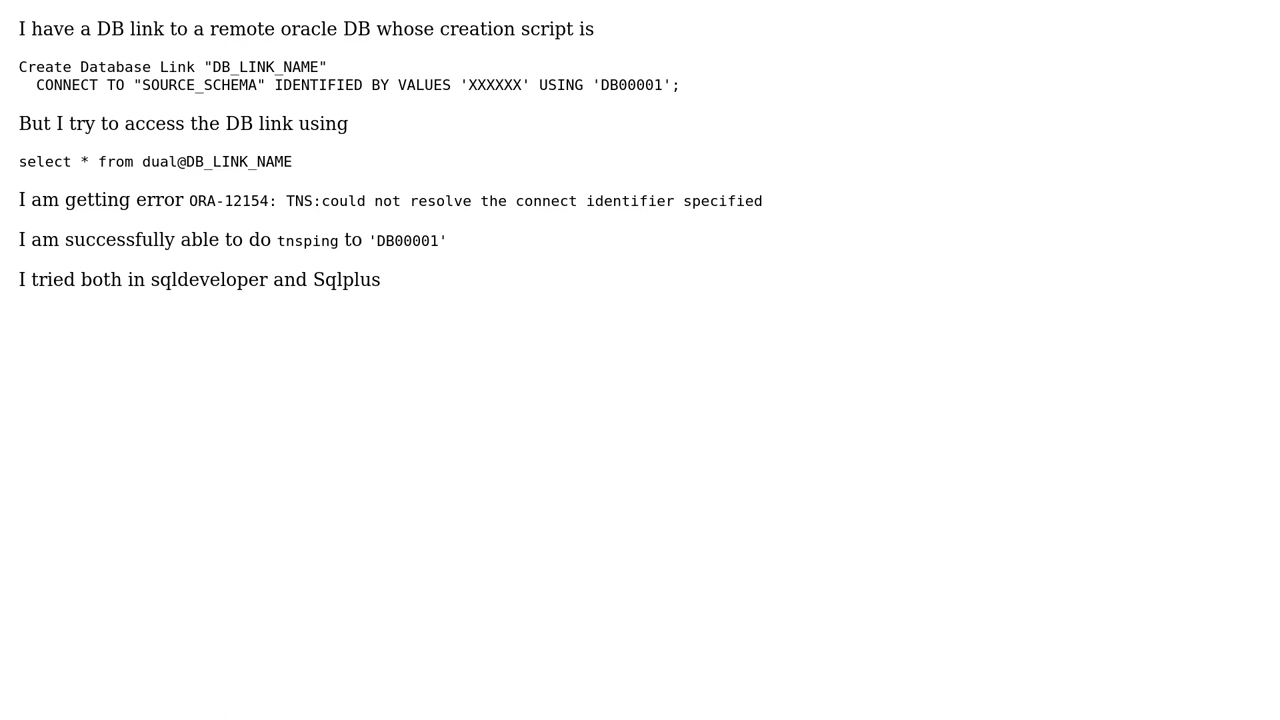 I have a DB link to a remote oracle DB whose creation script is
Create Database Link "DB_LINK_NAME"
  CONNECT TO "SOURCE_SCHEMA" IDENTIFIED BY VALUES 'XXXXXX' USING 'DB00001';
But I try to access the DB link using
select * from dual@DB_LINK_NAME
I am getting error ORA-12154: TNS:could not resolve the connect identifier specified
I am successfully able to do tnsping to 'DB00001'
I tried both in sqldeveloper and Sqlplus